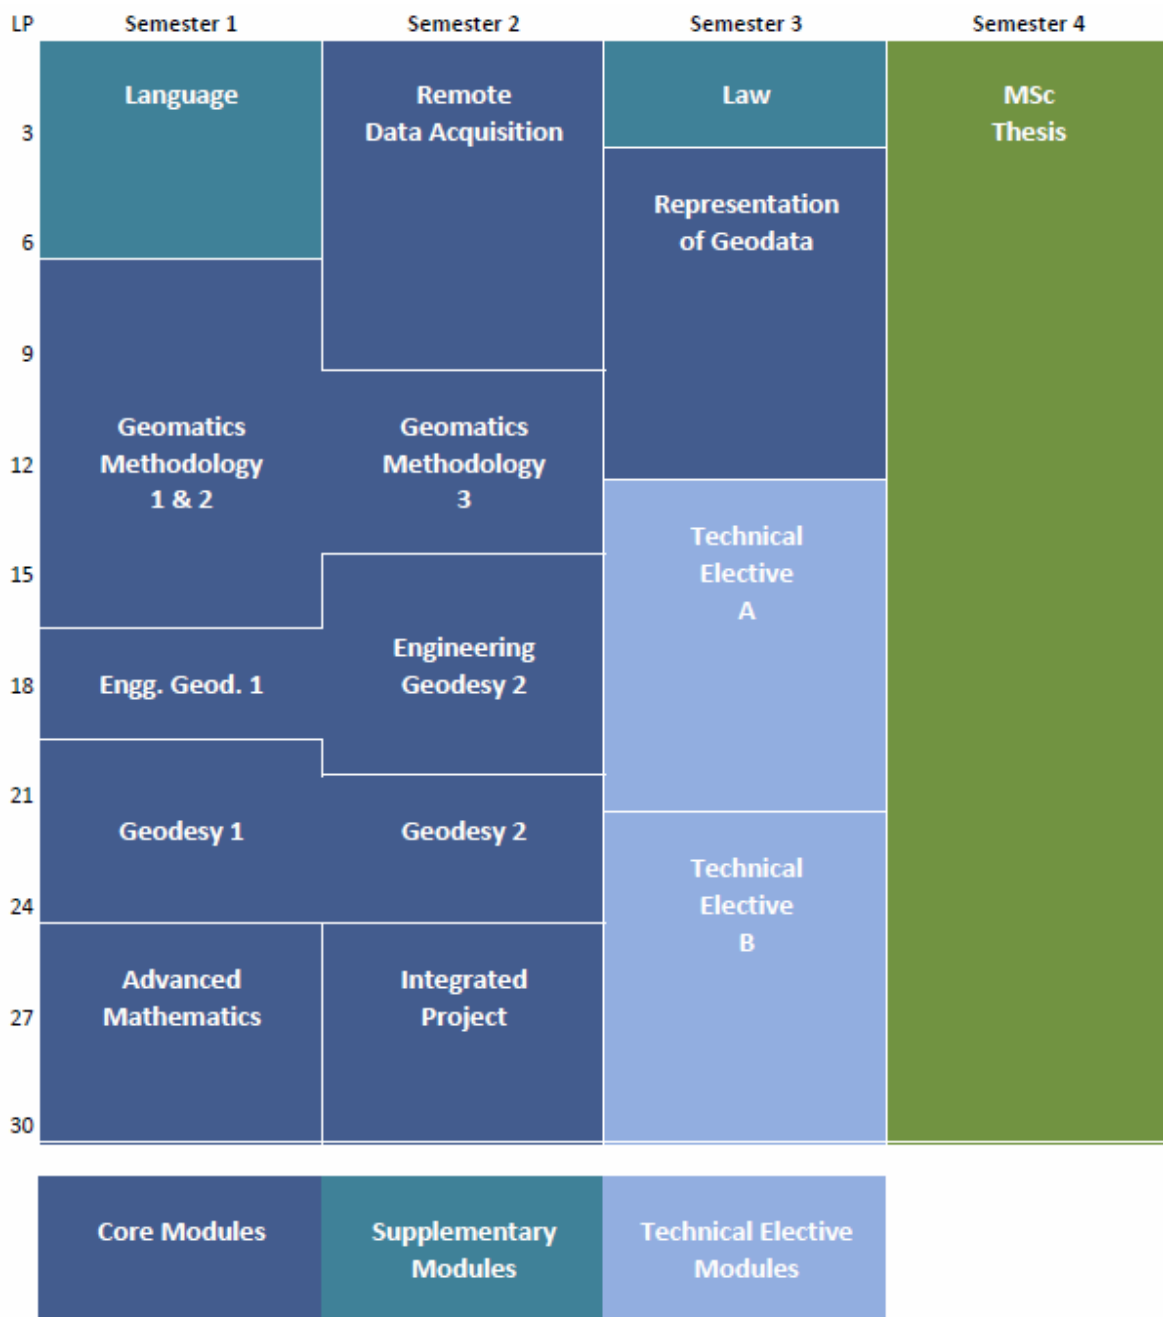 LP Semester 1 Semester 2 Semester 3 Semester 4
Language Remote Law MSc
3 Data Acquisition Thesis
Representation
6 of Geodata
9
Geomatics Geomatics
12 Methodology Methodology
1 & 2 3
Technical
15 Elective
A
Engineering
18 Engg. Geod. 1 Geodesy 2
21
Geodesy 1 Geodesy 2
Technical
24 Elective
B
Advanced Integrated
27 Mathematics Project
30
Core Modules Supplementary Technical Elective
Modules Modules